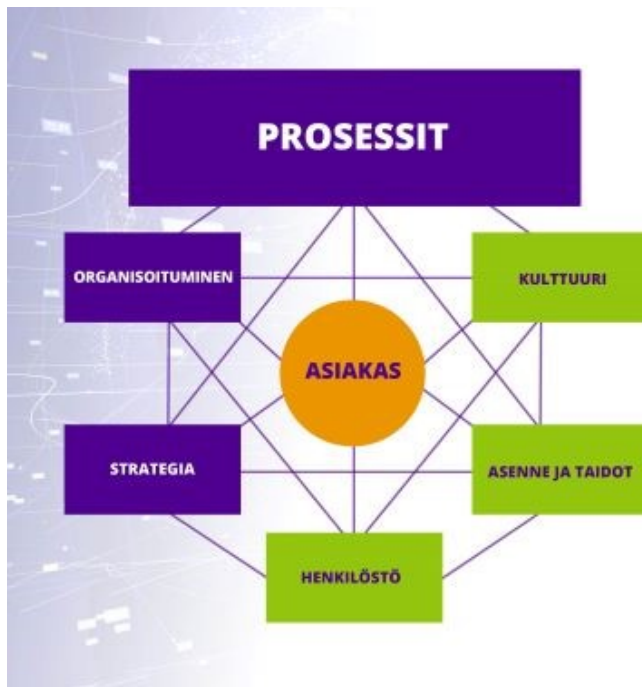 PROSESSIT
ORGANISOITUMINEN
KULTTUURI
ASIAKAS
STRATEGIA
ASENNE JA TAIDOT
HENKILÖSTÖ